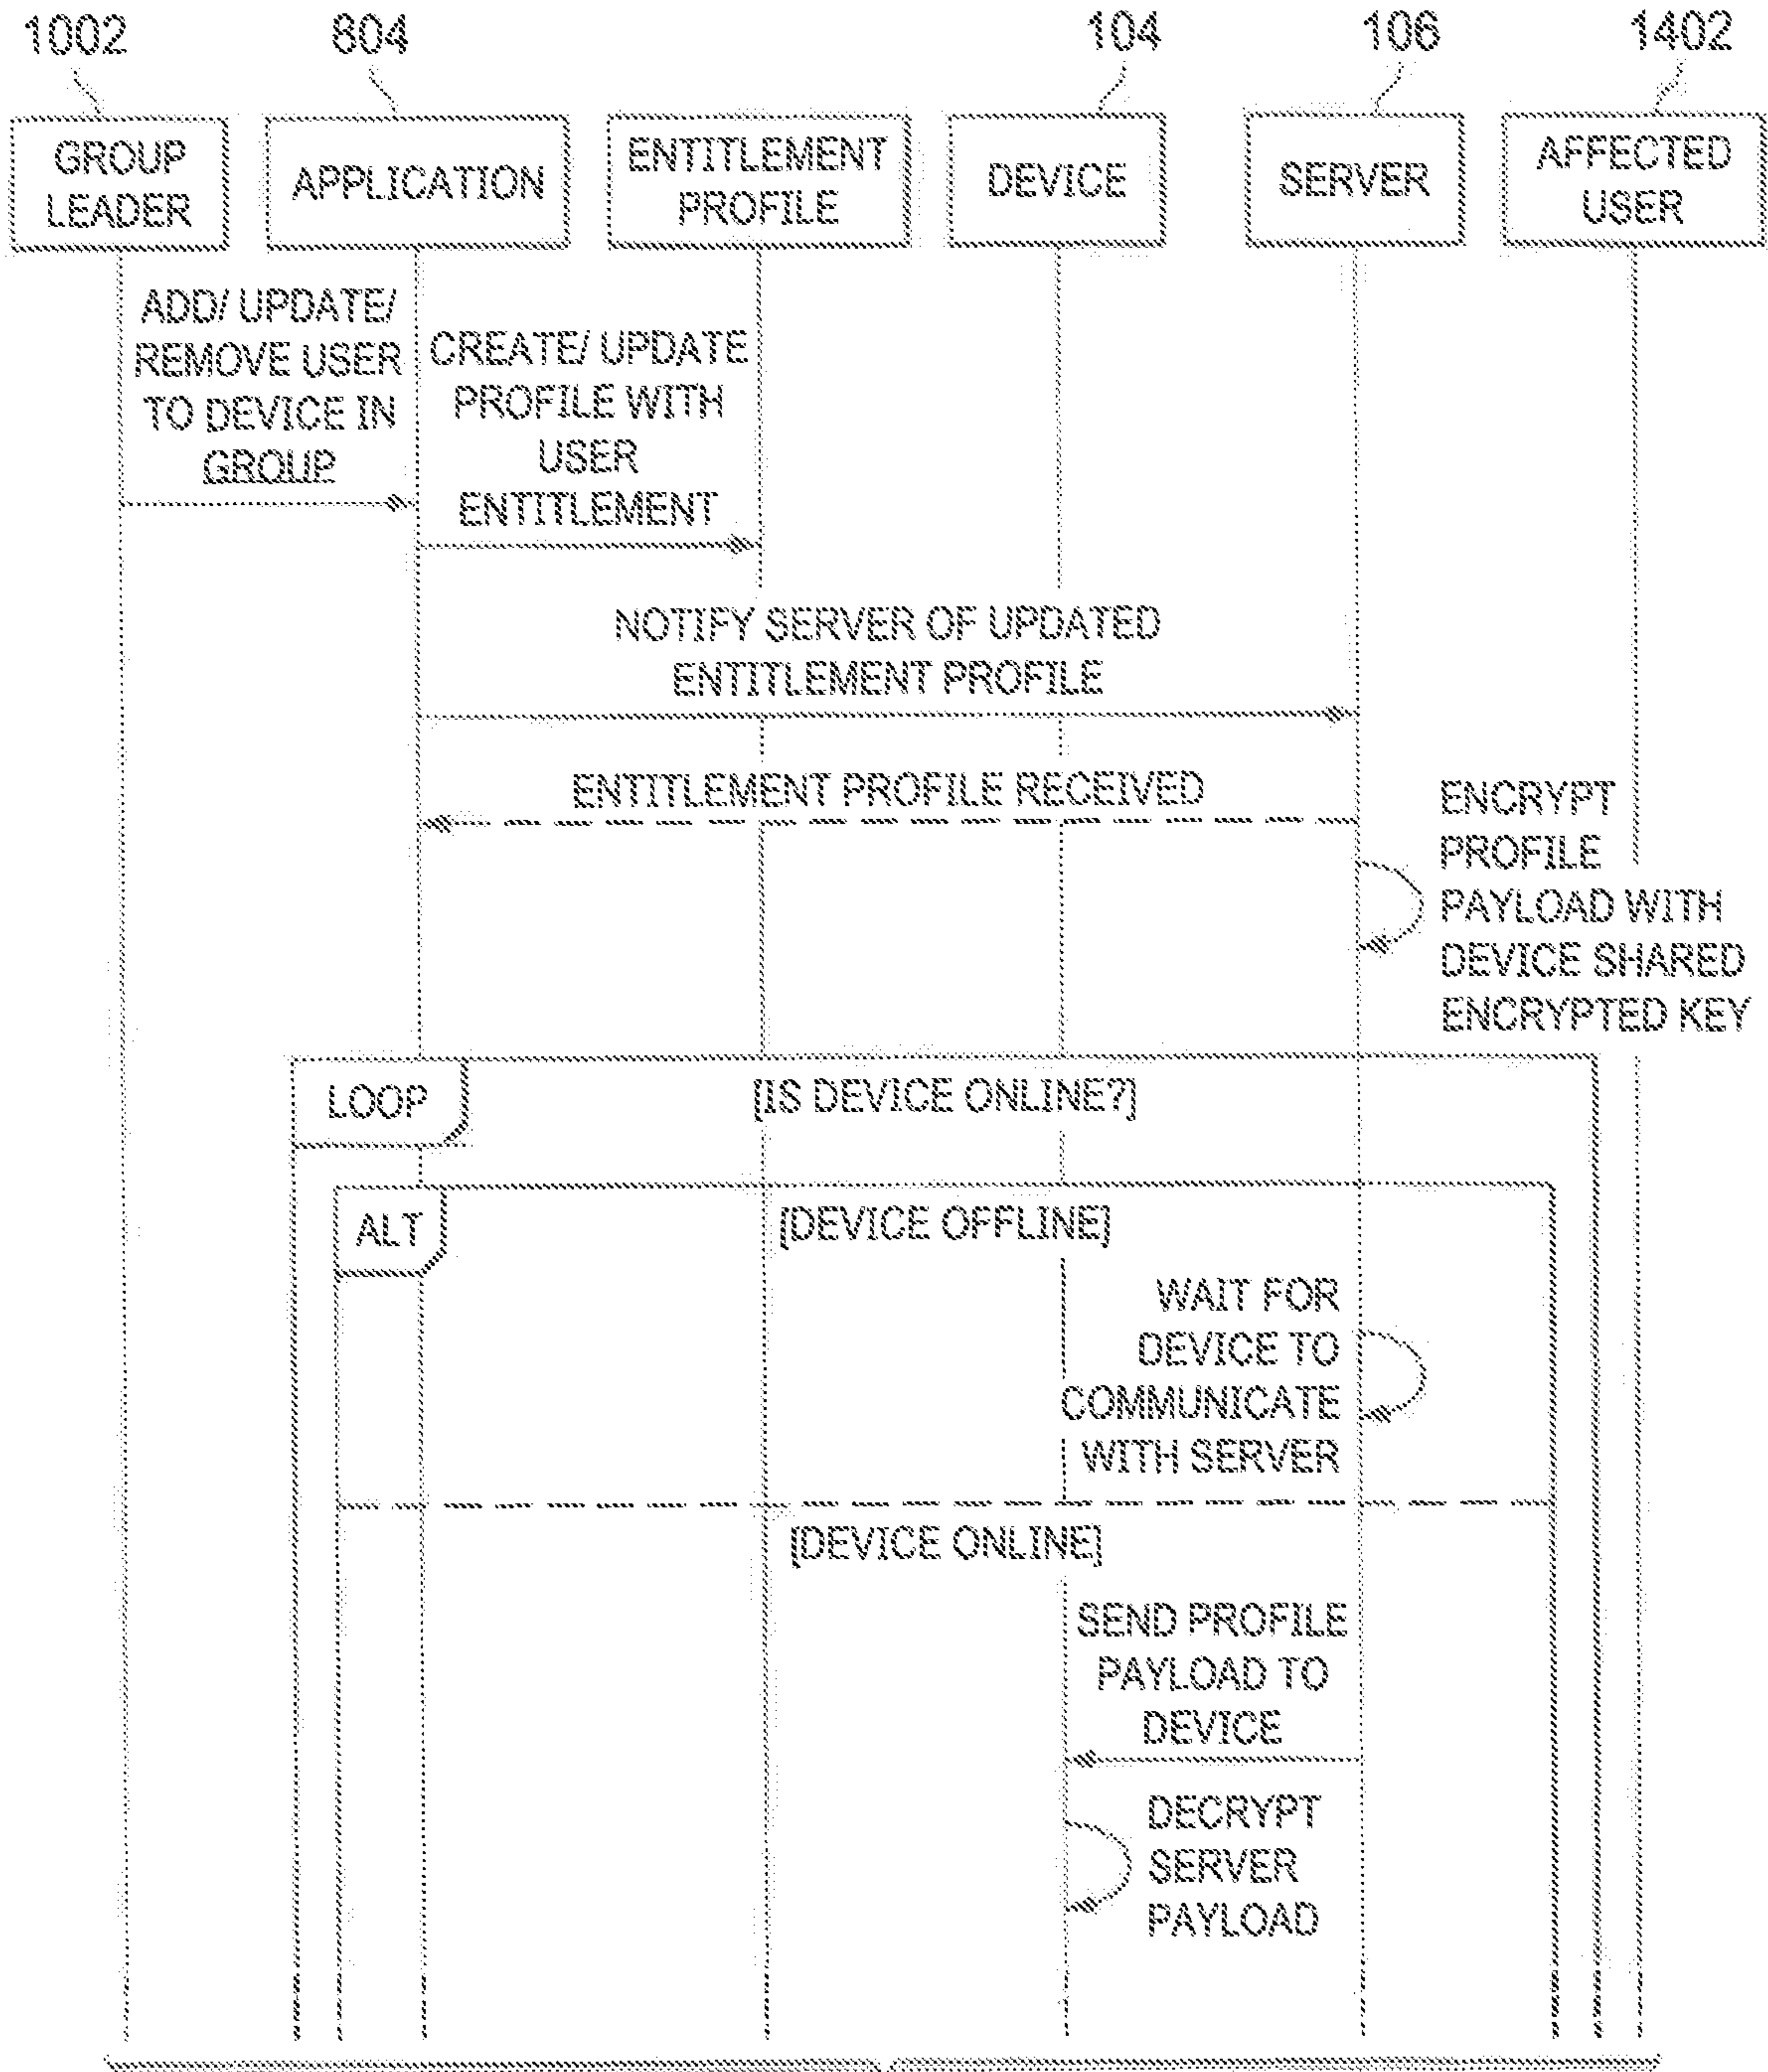 1002
804
104
106
1402
GROUP
LEADER
APPLICATION
ENTITLEMENT
PROFILE
DEVICE
SERVER
AFFECTED
USER
ADD/ UPDATE/
REMOVE USER
TO DEVICE IN
GROUP
CREATE/ UPDATE
PROFILE WITH
USER
ENTITLEMENT
NOTIFY SERVER OF UPDATED
ENTITLEMENT PROFILE
ENTITLEMENT PROFILE RECEIVED
ENCRYPT
PROFILE
PAYLOAD WITH
DEVICE SHARED
ENCRYPTED KEY
LOOP
[IS DEVICE ONLINE?]
ALT
[DEVICE OFFLINE]
WAIT FOR
DEVICE TO
COMMUNICATE
WITH SERVER
[DEVICE ONLINE]
SEND PROFILE
PAYLOAD TO
DEVICE
DECRYPT
SERVER
PAYLOAD